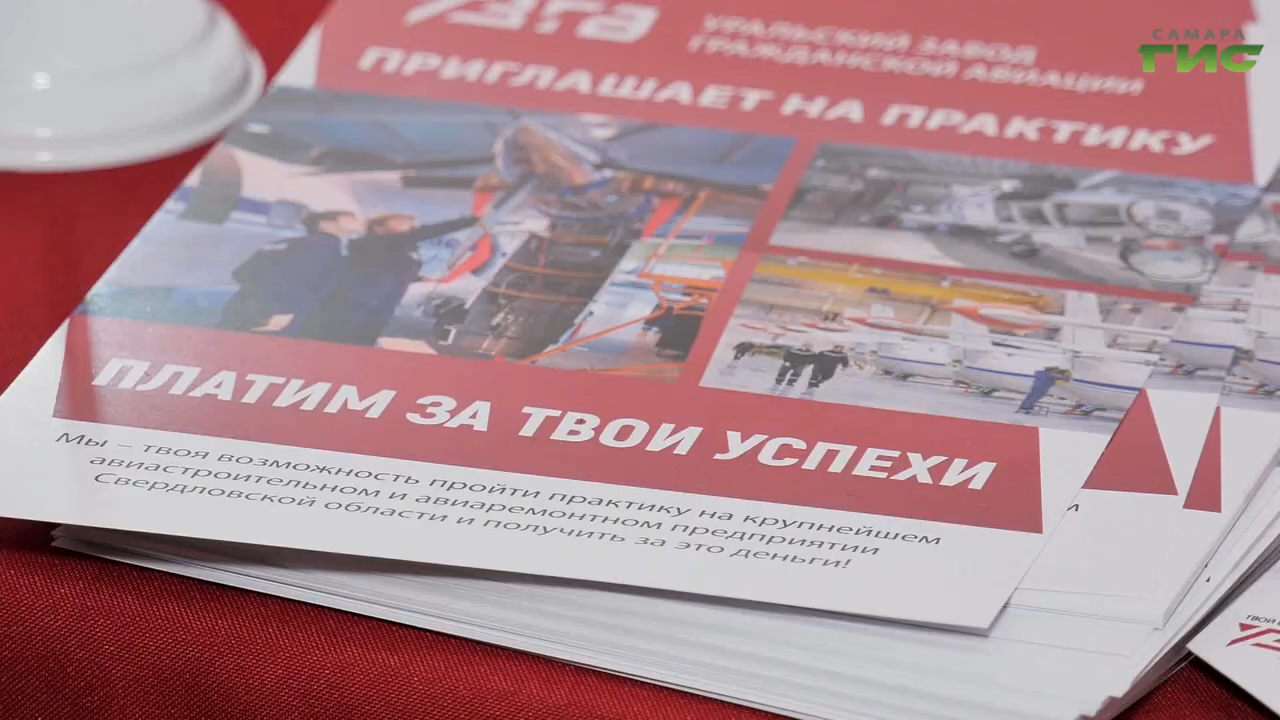 САМАРА
ГИС
УЗГА
УРАЛЬСКИЙ ЗАВОД
ГРАЖДАНСКОЙ АВИАЦИИ
ПРИГЛАШАЕТ НА ПРАКТИКУ
ПЛАТИМ ЗА ТВОИ УСПЕХИ
Мы – твоя возможность пройти практику на крупнейшем
авиастроительном и авиаремонтном предприятии
Свердловской области и получить за это деньги!
ТВОЙ